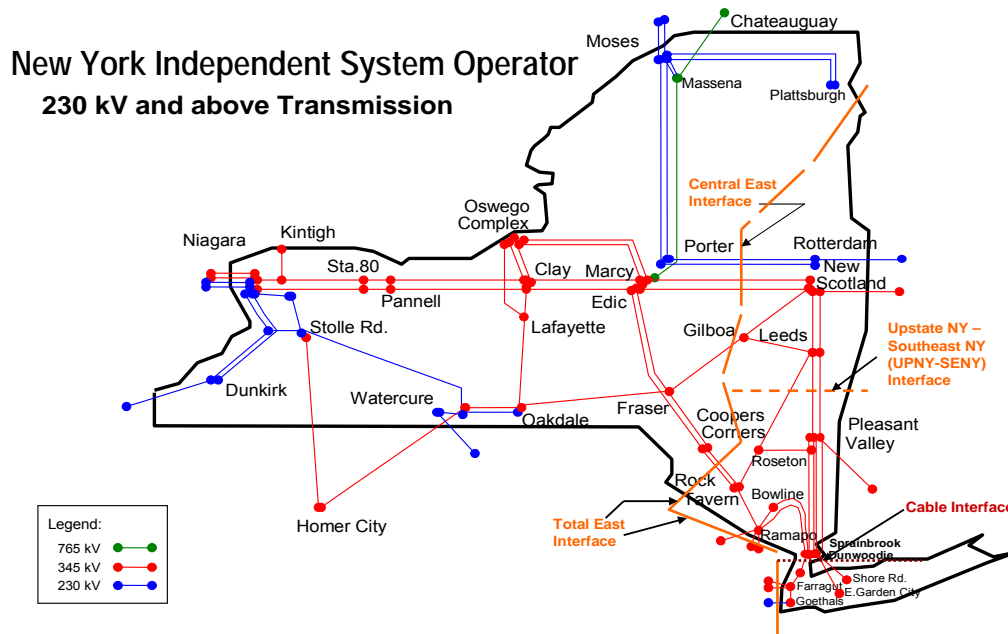 New York Independent System Operator
230 kV and above Transmission
Chateauguay
Moses
Massena
Plattsburgh
Central East
Interface
Oswego
Complex
Niagara
Kintigh
Sta.80
Pannell
Clay
Marcy
Edic
Porter
Rotterdam
New
Scotland
Stolle Rd.
Lafayette
Gilboa
Leeds
Upstate NY –
Southeast NY
(UPNY-SENY)
Interface
Dunkirk
Watercure
Oakdale
Fraser
Coopers
Corners
Pleasant
Valley
Roseton
Rock
Tavern
Bowline
Homer City
Total East
Interface
Ramapo
Cable Interface
Sprainbrook
Dunwoodie
Shore Rd.
Farragut
E.Garden City
Goethals
Legend:
765 kV
345 kV
230 kV